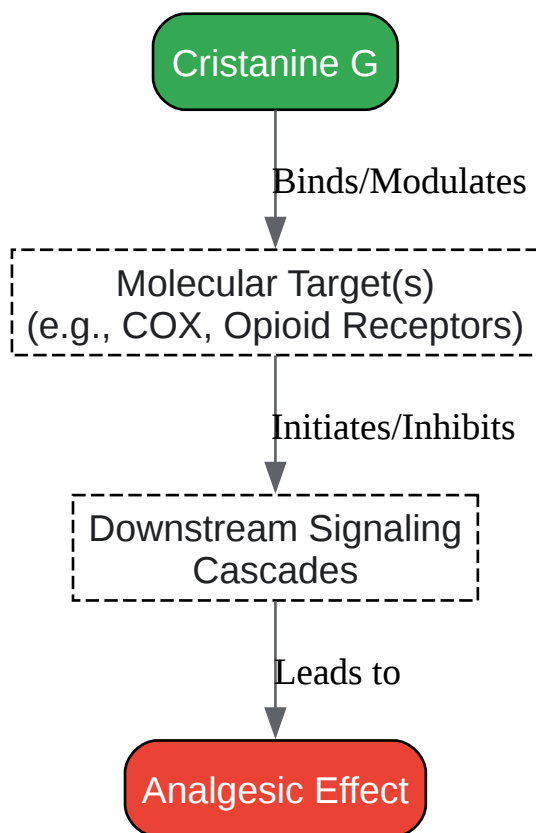 Cristanine G
Binds/Modulates
Molecular Target(s)
(e.g., COX, Opioid Receptors)
Initiates/Inhibits
Downstream Signaling
Cascades
Leads to
Analgesic Effect